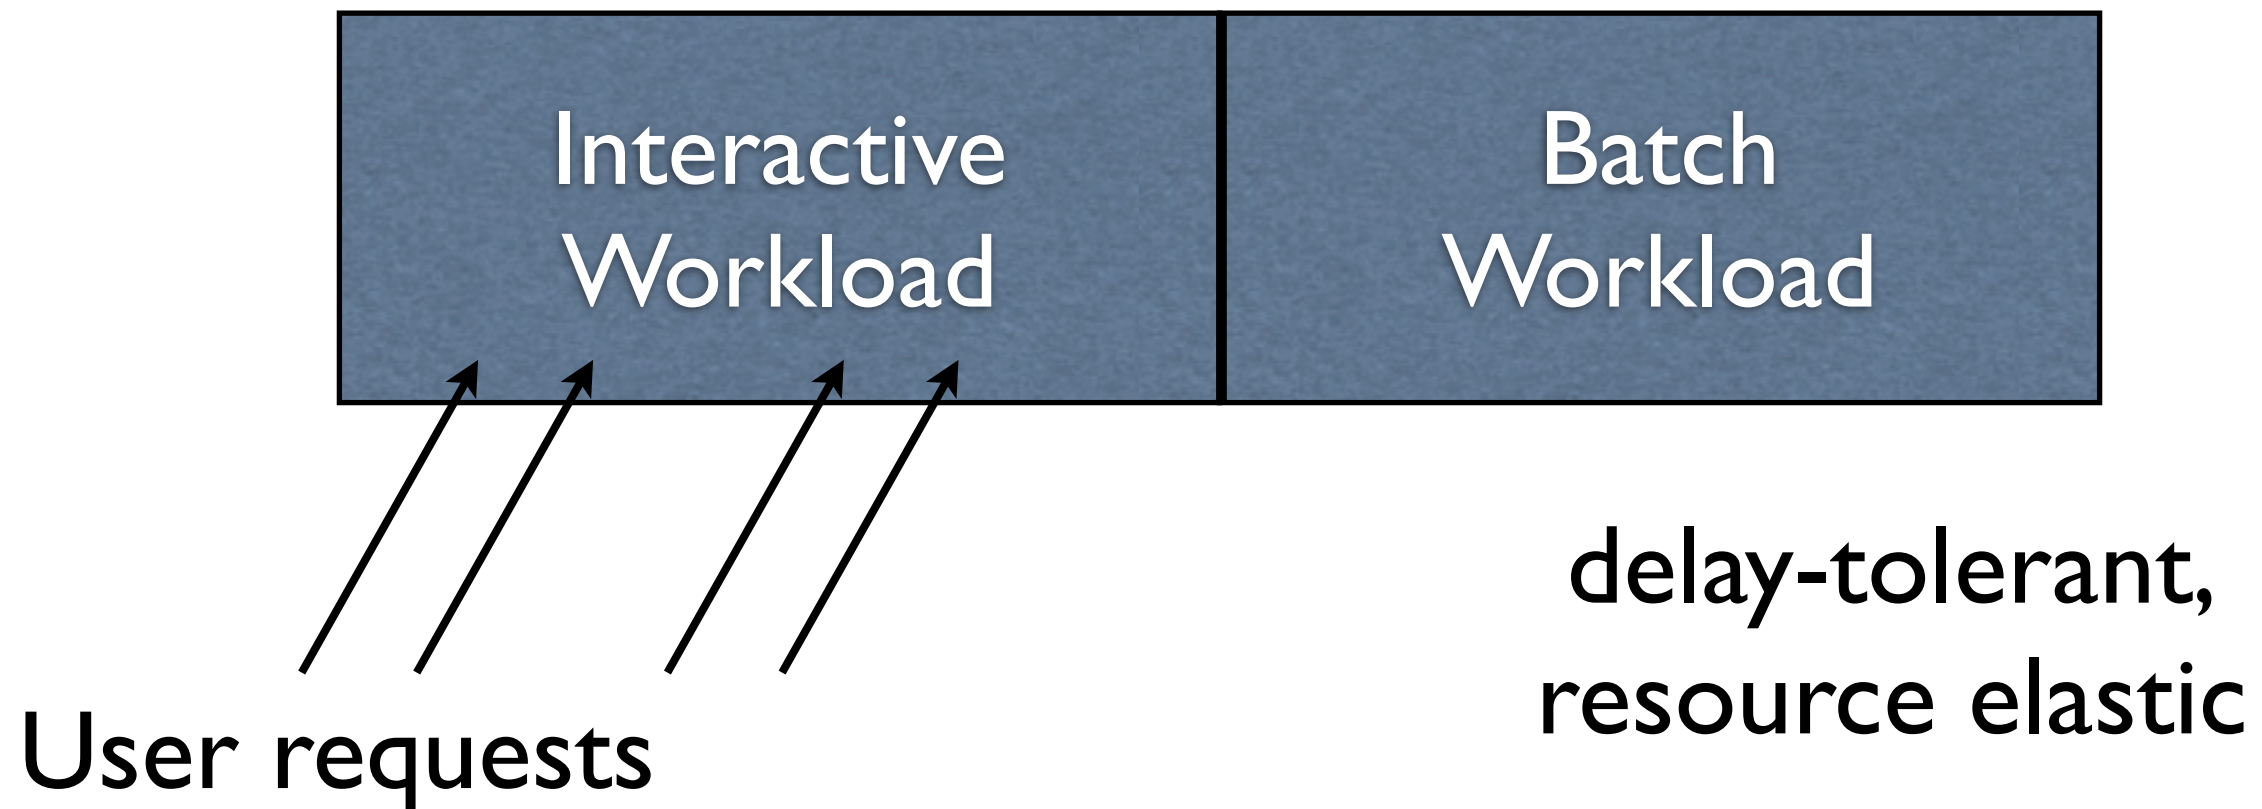 Interactive
Workload
Batch
Workload
delay-tolerant,
resource elastic
User requests